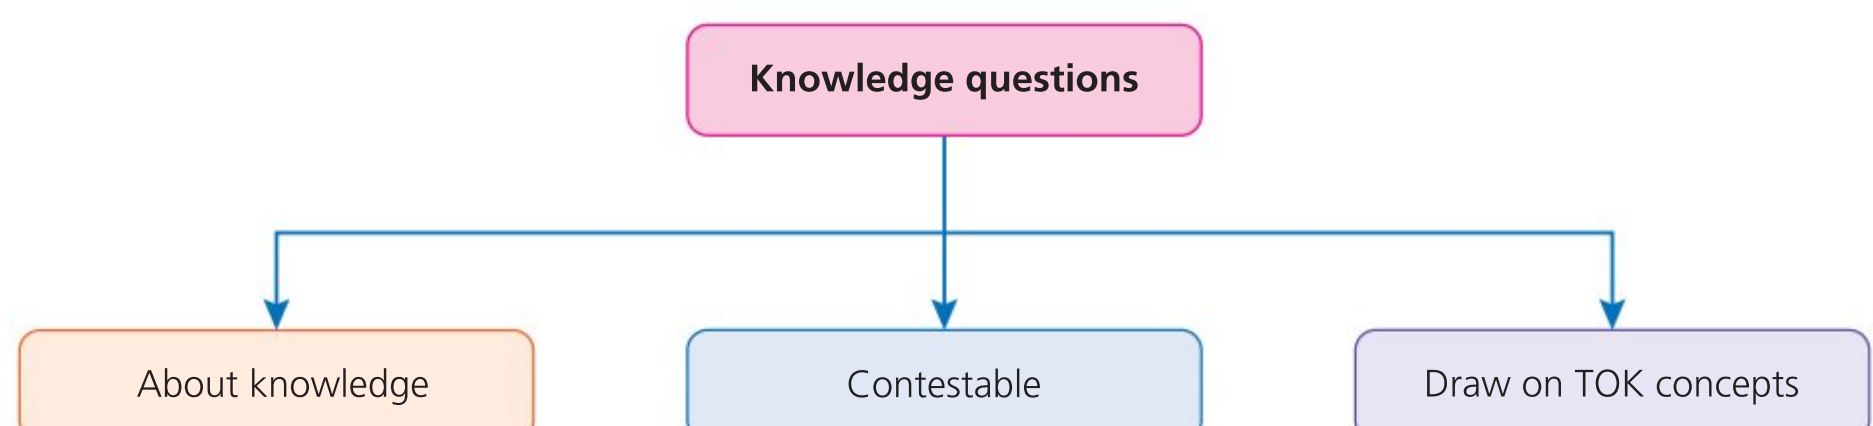 Knowledge questions
About knowledge
Contestable
Draw on TOK concepts